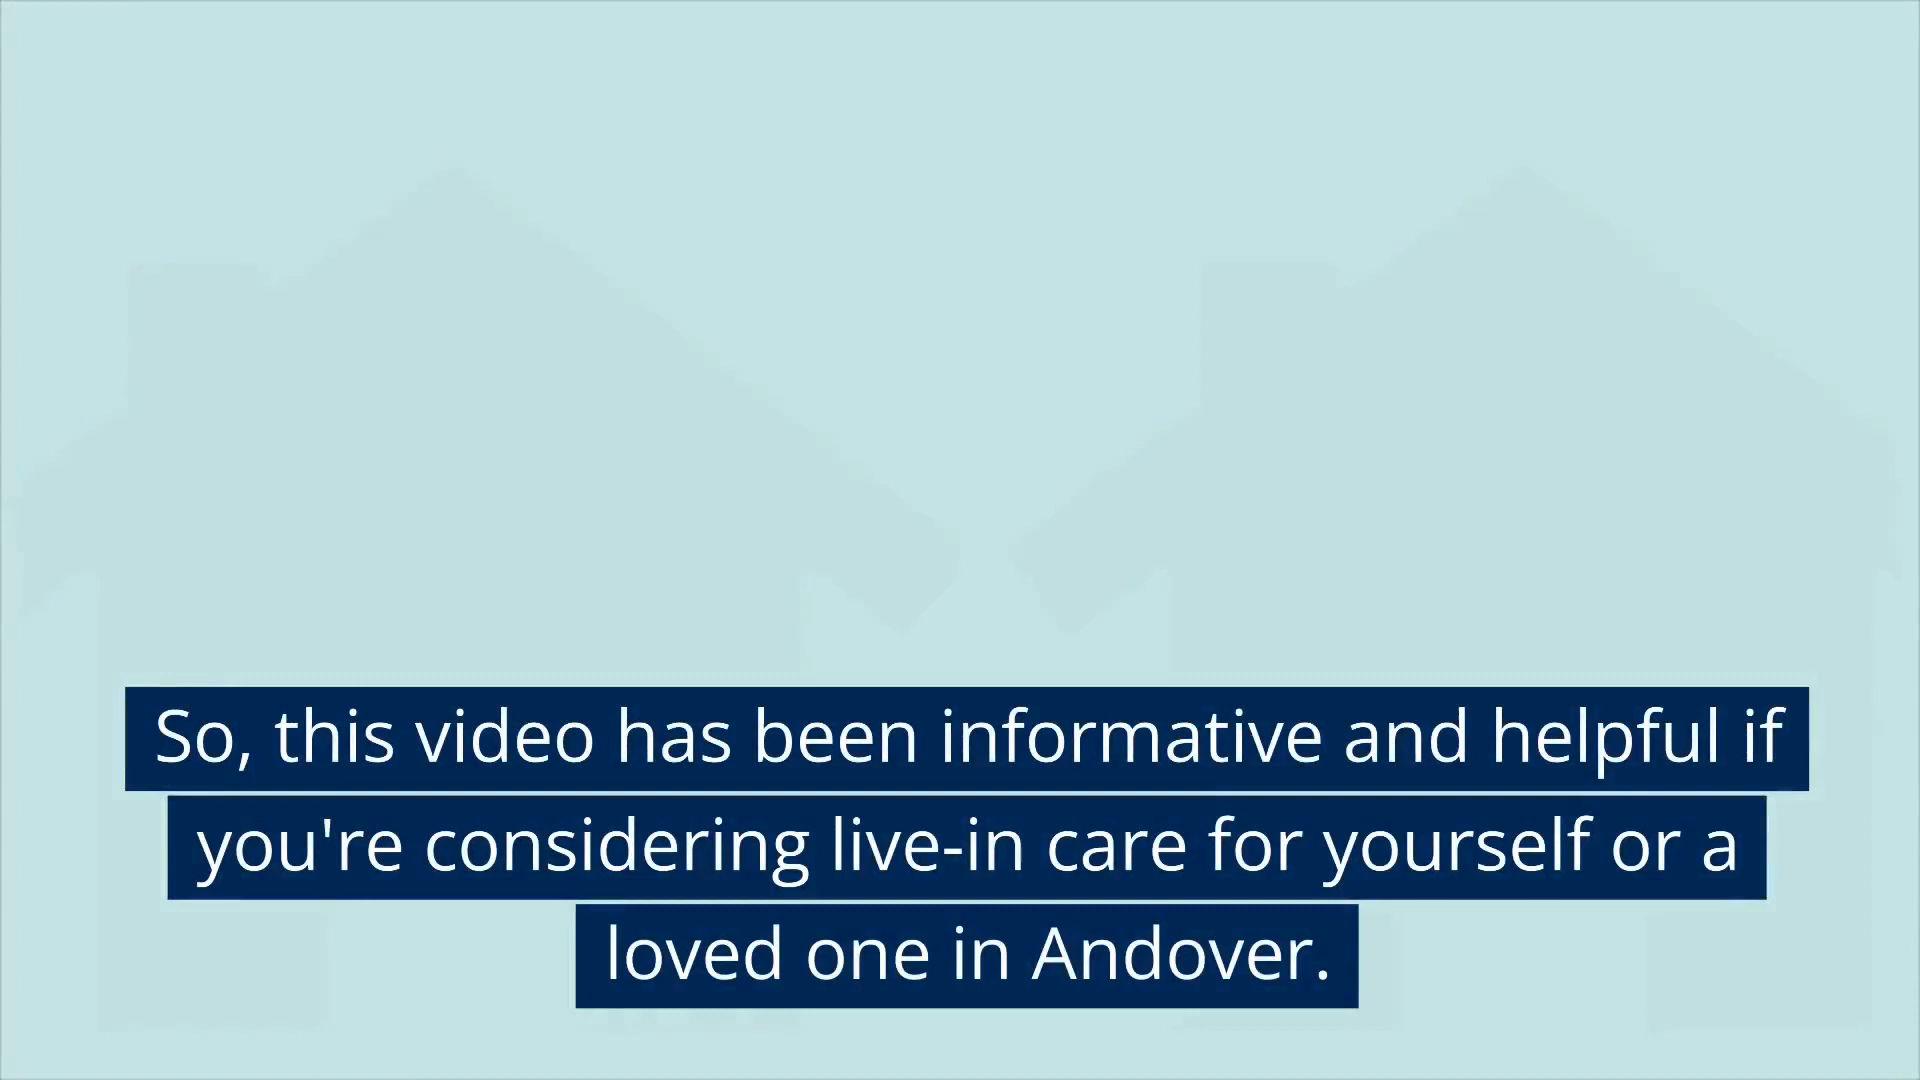 So, this video has been informative and helpful if
you're considering live-in care for yourself or a
loved one in Andover.